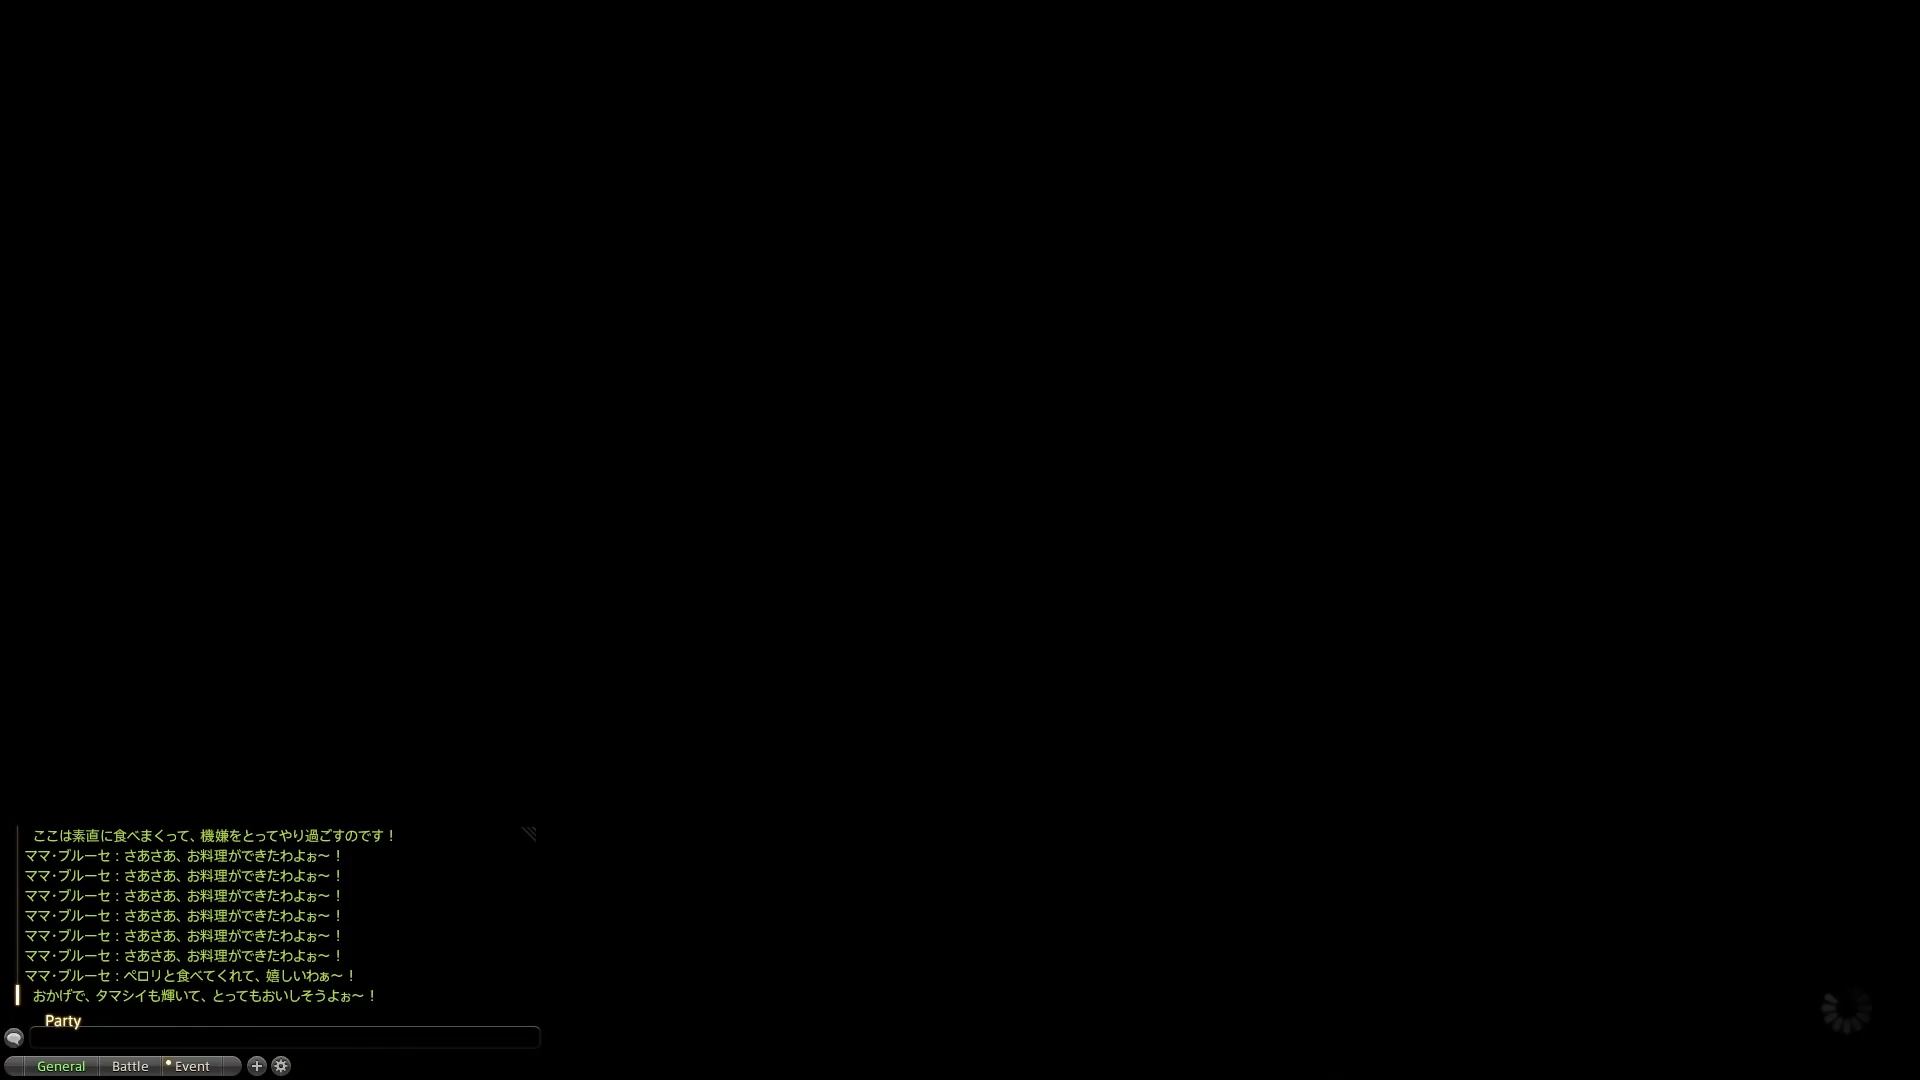 ここは素直に食べまくって、機嫌をとってやり過ごすのです！
ママ・ブルーセ：さあさあ、お料理ができたわよぉ～！
ママ・ブルーセ：さあさあ、お料理ができたわよぉ～！
ママ・ブルーセ：さあさあ、お料理ができたわよぉ～！
ママ・ブルーセ：さあさあ、お料理ができたわよぉ～！
ママ・ブルーセ：さあさあ、お料理ができたわよぉ～！
ママ・ブルーセ：さあさあ、お料理ができたわよぉ～！
ママ・ブルーセ：ペロリと食べてくれて、嬉しいわぁ～！
おかげで、タマシイも輝いて、とってもおいしそうよぉ～！
Party
General Battle Event